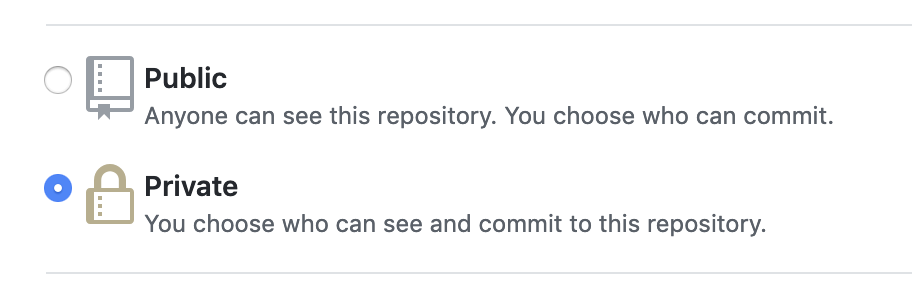 Public
Anyone can see this repository. You choose who can commit.
Private
You choose who can see and commit to this repository.